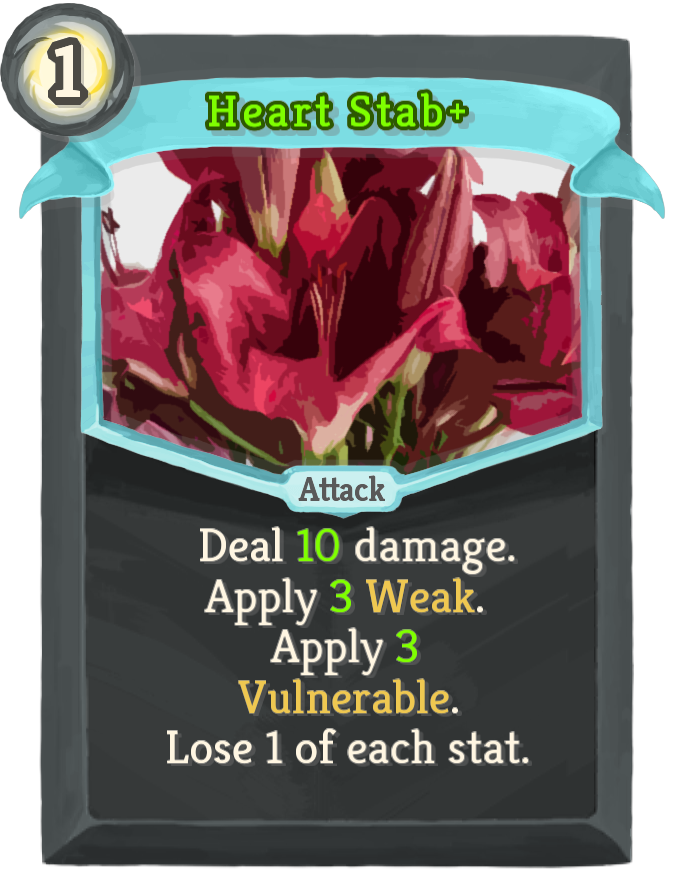 1
Heart Stab+
Attack
Deal 10 damage.
Apply 3 Weak.
Apply 3
Vulnerable.
Lose 1 of each stat.